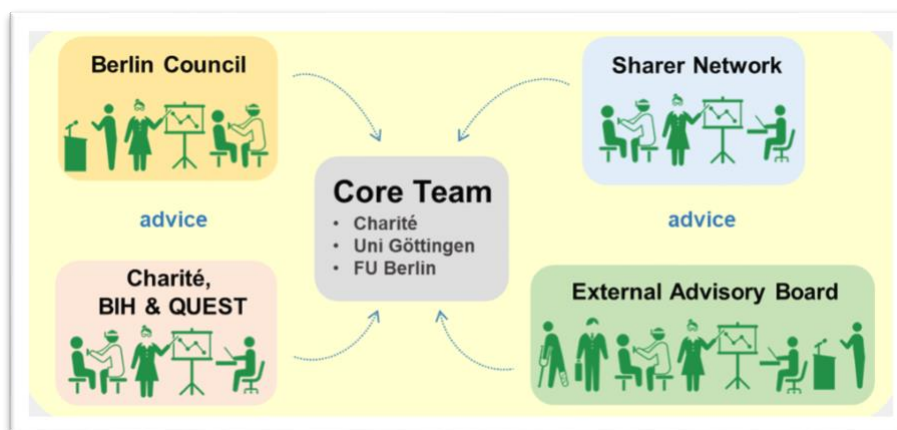 Berlin Council
Sharer Network
Core Team
• Charité
• Uni Göttingen
• FU Berlin
advice
advice
Charité,
BIH & QUEST
External Advisory Board